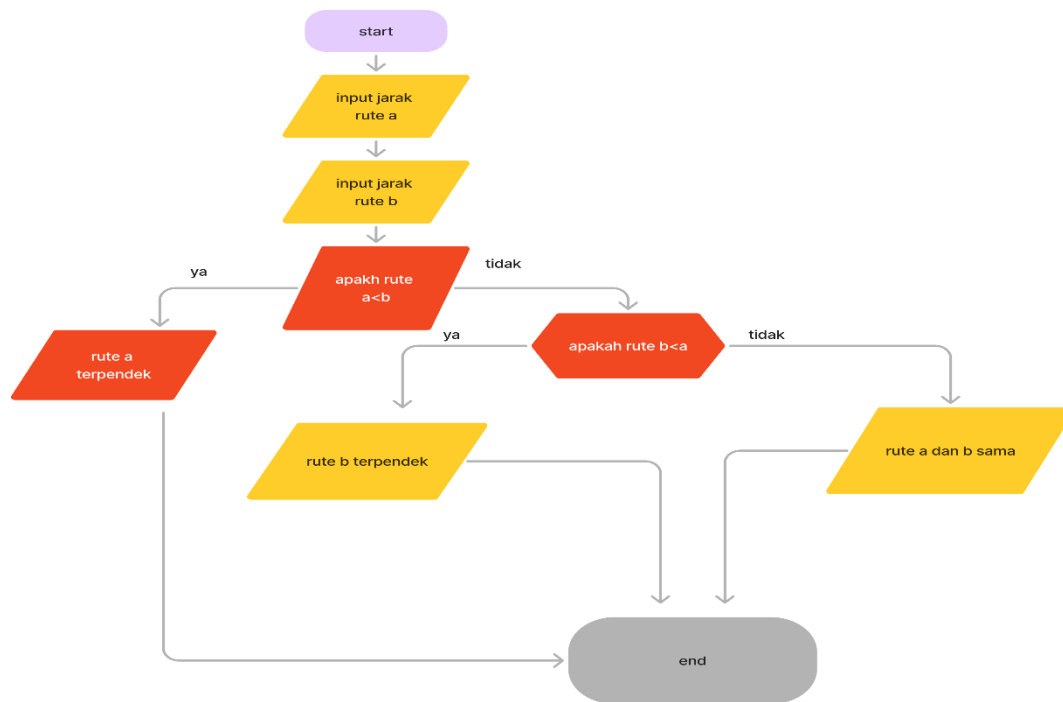 start
input jarak
rute a
input jarak
rute b
apakh rute
a<b
ya
tidak
rute a
terpendek
apakah rute b<a
ya
tidak
rute b terpendek
rute a dan b sama
end